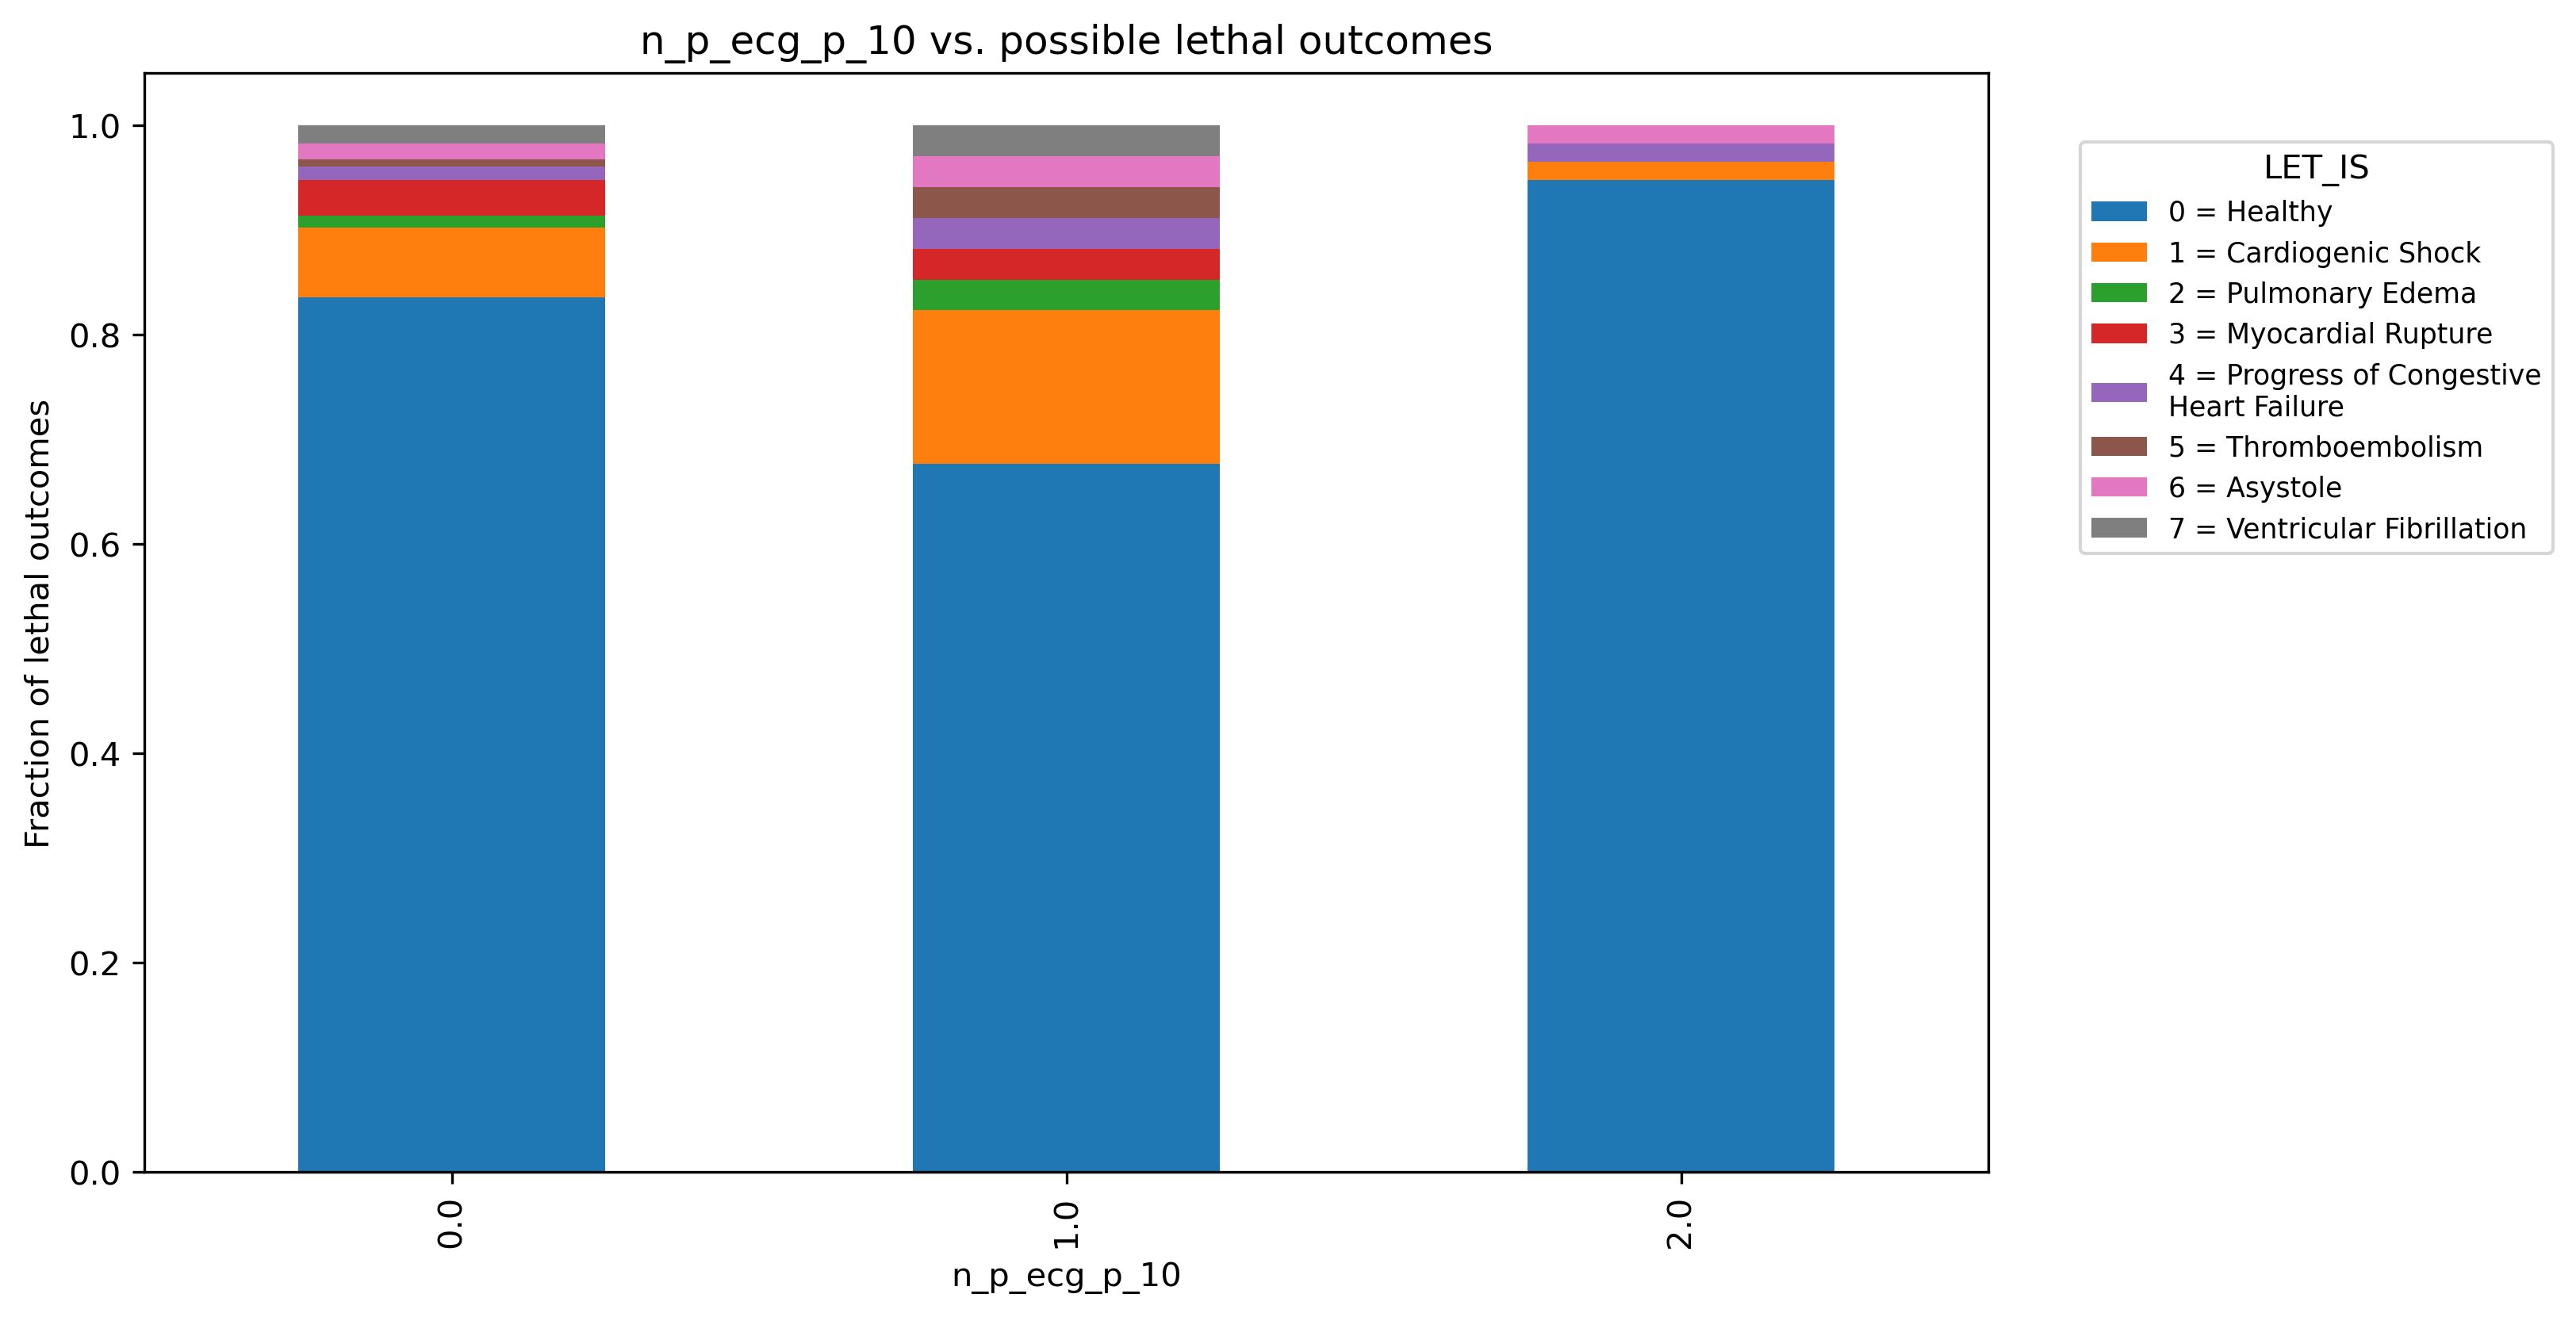 n_p_ecg_p_10 vs. possible lethal outcomes
Fraction of lethal outcomes
1.0
0.8
0.6
0.4
0.2
0.0
0.0
1.0
2.0
n_p_ecg_p_10
LET_IS
0 = Healthy
1 = Cardiogenic Shock
2 = Pulmonary Edema
3 = Myocardial Rupture
4 = Progress of Congestive
Heart Failure
5 = Thromboembolism
6 = Asystole
7 = Ventricular Fibrillation